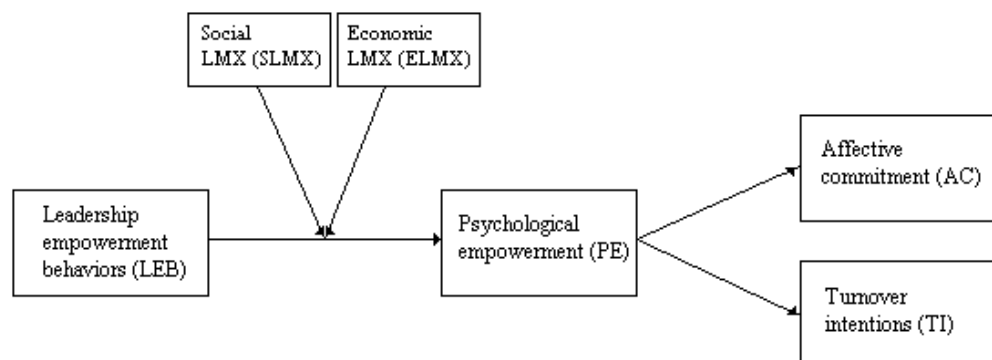 Social
LMX (SLMX)
Economic
LMX (ELMX)
Leadership
empowerment
behaviors (LEB)
Psychological
empowerment (PE)
Affective
commitment (AC)
Turnover
intentions (TI)